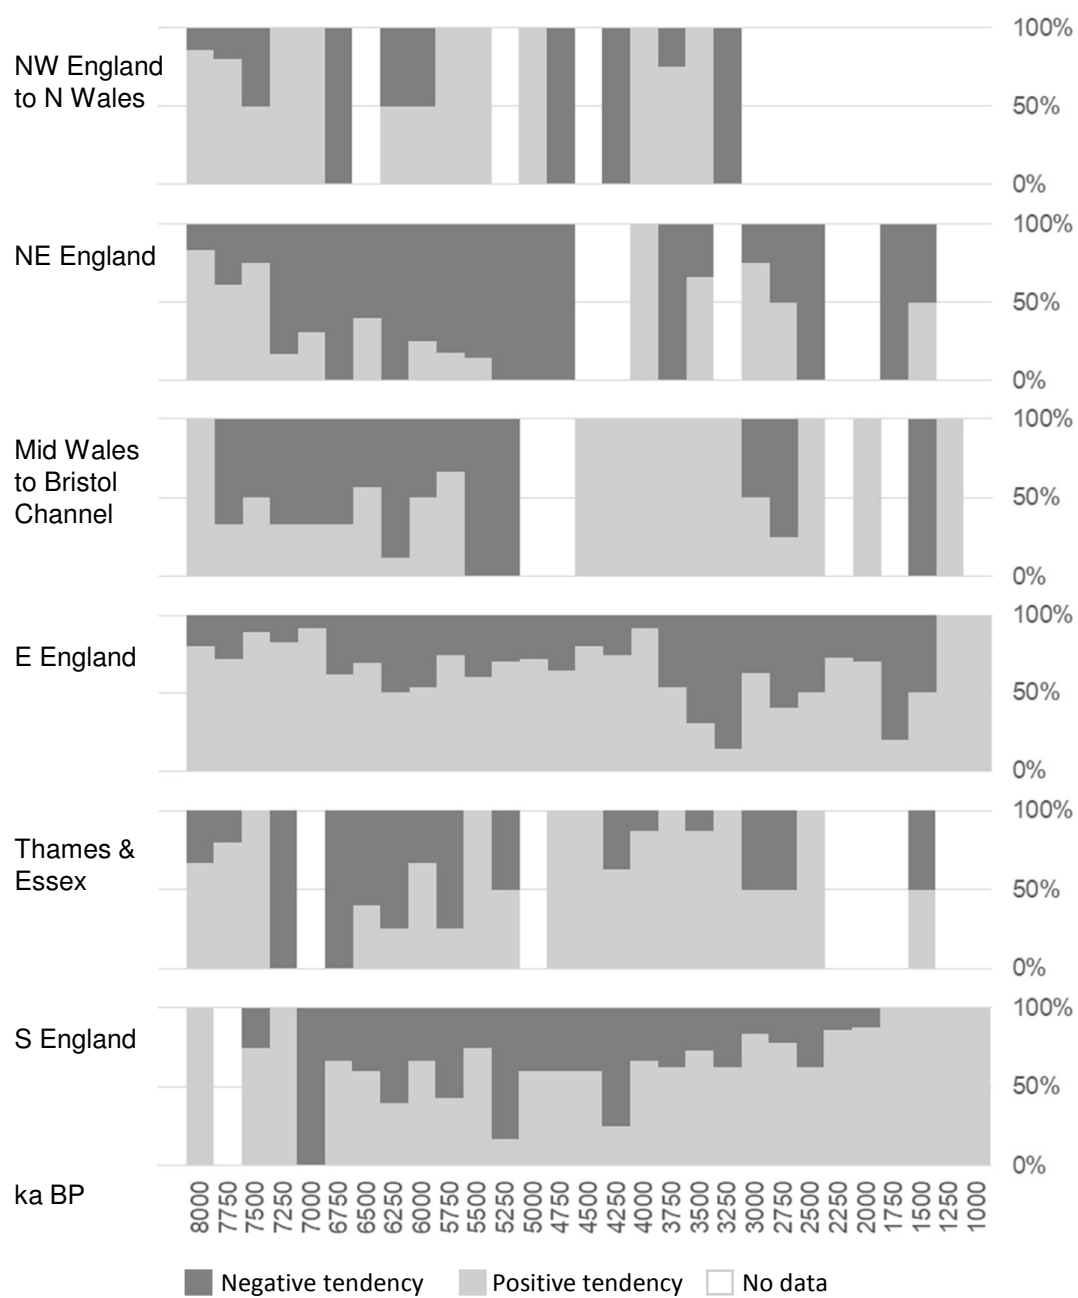 100%
NW England
to N Wales
50%
0%
100%
NE England
50%
0%
Mid Wales
to Bristol
Channel
100%
50%
0%
100%
E England
50%
0%
100%
Thames &
Essex
50%
0%
100%
S England
50%
0%
ka BP
8000 7750 7500 7250 7000 6750 6500 6250 6000 5750 5500 5250 5000 4750 4500 4250 4000 3750 3500 3250 3000 2750 2500 2250 2000 1750 1500 1250 1000
Negative tendency Positive tendency No data